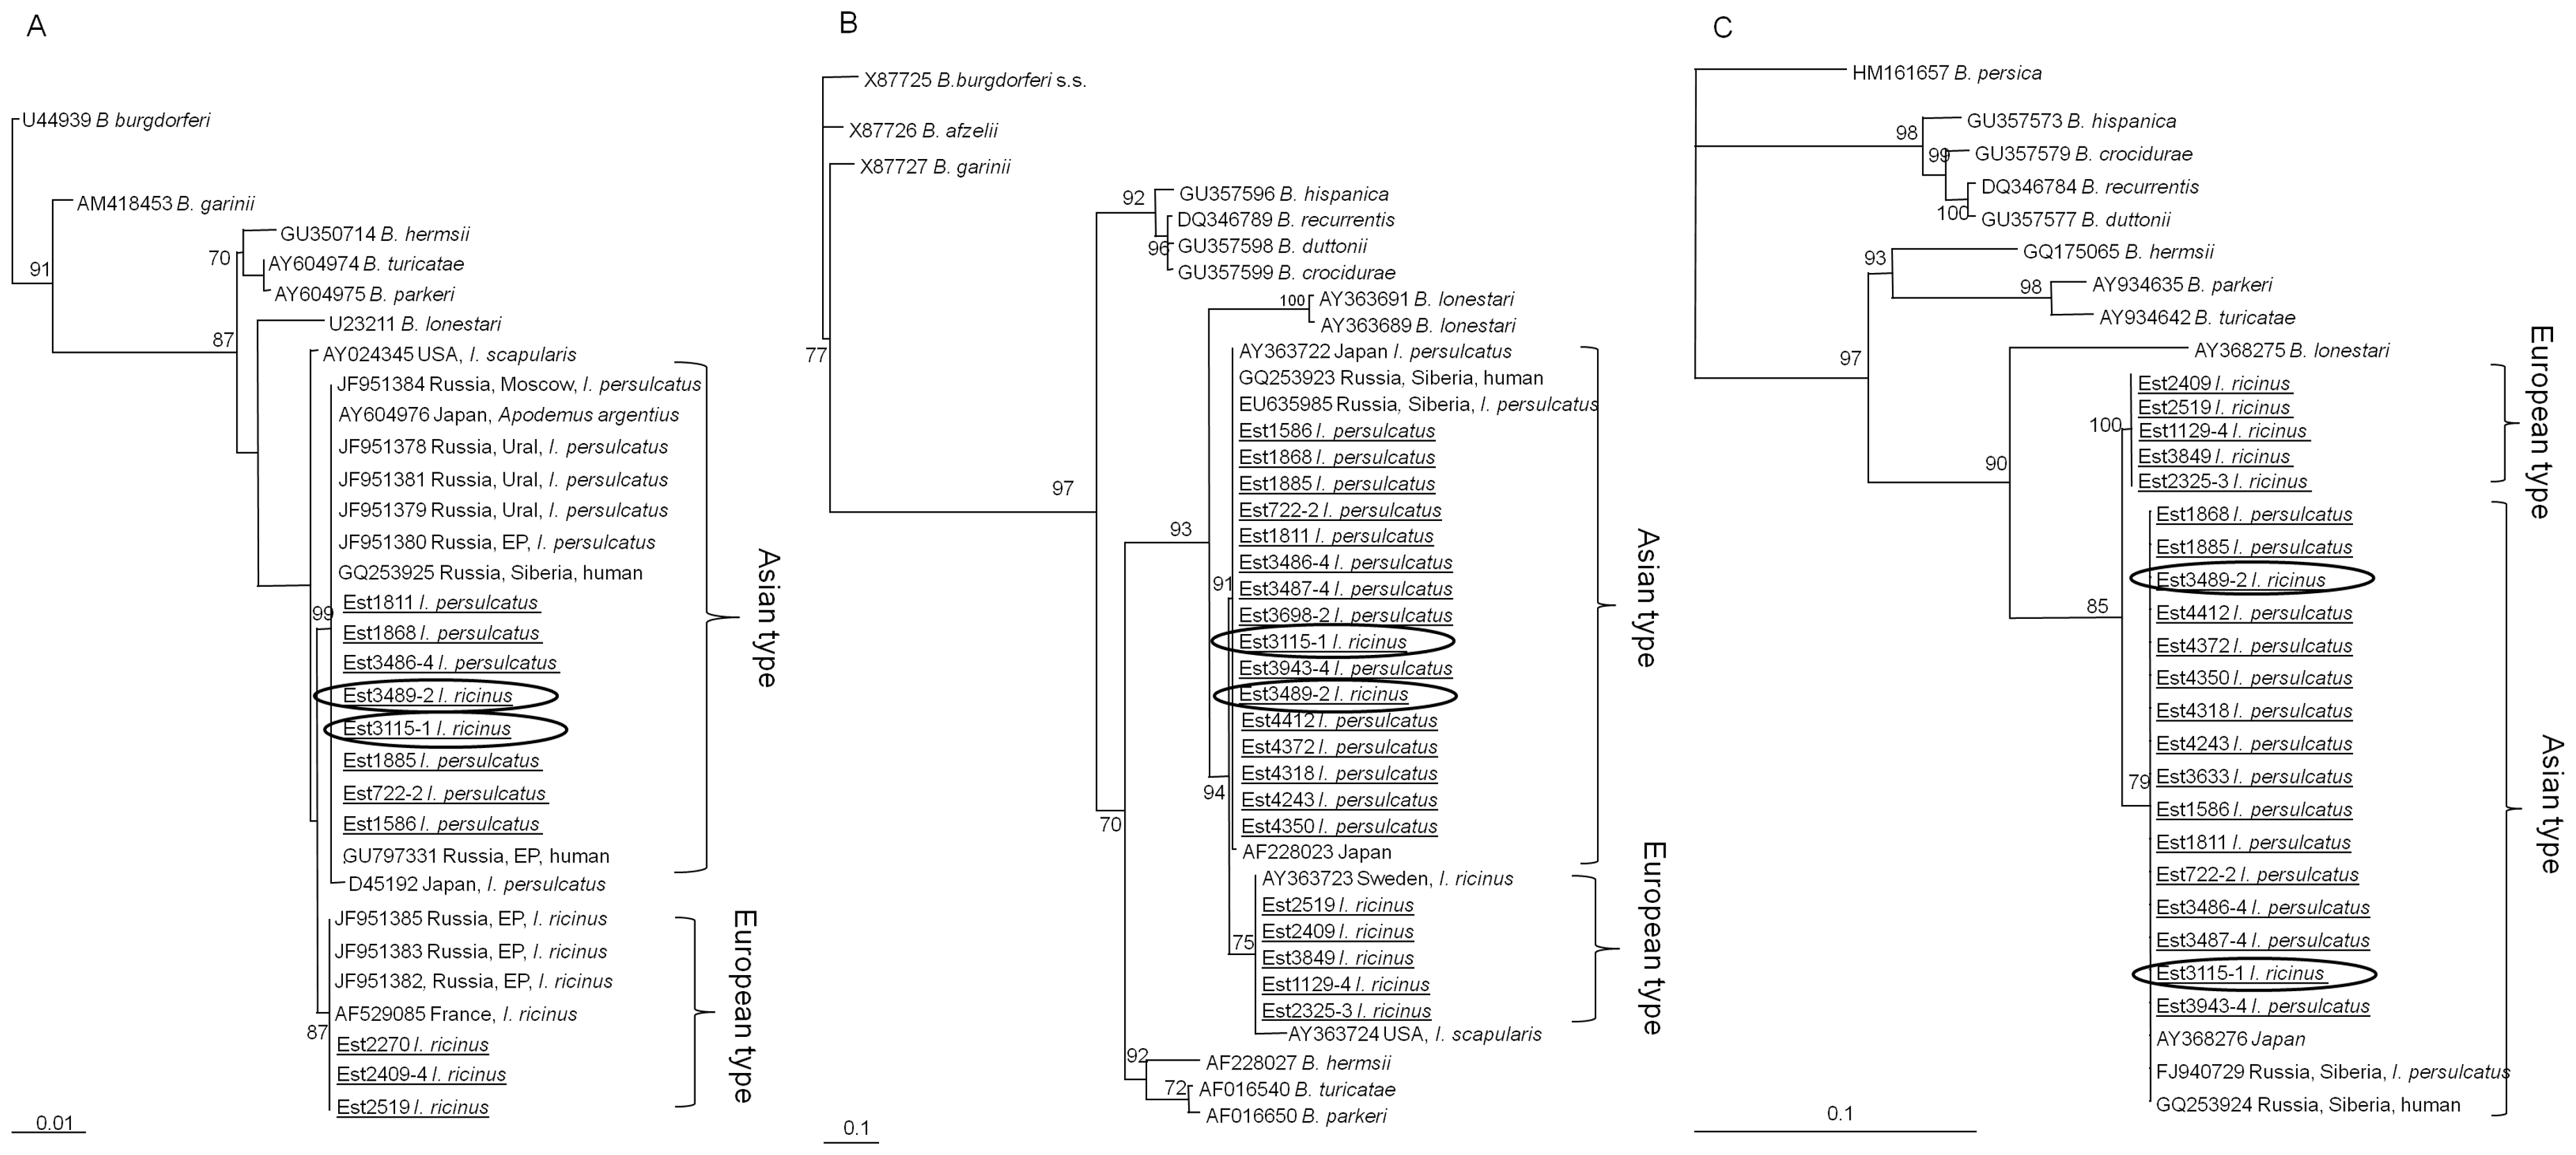 A
U44939 B burgdorferi
AM418453 B. garinii
91
GU350714 B. hermsii
70
AY604974 B. turicatae
AY604975 B. parkeri
U23211 B. lonestari
87
AY024345 USA, I. scapularis
JF951384 Russia, Moscow, I. persulcatus
AY604976 Japan, Apodemus argentius
JF951378 Russia, Ural, I. persulcatus
JF951381 Russia, Ural, I. persulcatus
JF951379 Russia, Ural, I. persulcatus
JF951380 Russia, EP, I. persulcatus
GQ253925 Russia, Siberia, human
99
Est1811 I. persulcatus
Est1868 I. persulcatus
Est3486-4 I. persulcatus
Est3489-2 I. ricinus
Est3115-1 I. ricinus
Est1885 I. persulcatus
Est722-2 I. persulcatus
Est1586 I. persulcatus
GU797331 Russia, EP, human
D45192 Japan, I. persulcatus
Asian type
JF951385 Russia, EP, I. ricinus
JF951383 Russia, EP, I. ricinus
JF951382, Russia, EP, I. ricinus
AF529085 France, I. ricinus
87
Est2270 I. ricinus
Est2409-4 I. ricinus
Est2519 I. ricinus
European type
0.01
B
X87725 B.burgdorferi s.s.
X87726 B. afzelii
X87727 B. garinii
77
92
GU357596 B. hispanica
DQ346789 B. recurrentis
96
GU357598 B. duttonii
GU357599 B. crocidurae
97
100
AY363691 B. lonestari
AY363689 B. lonestari
93
AY363722 Japan I. persulcatus
GQ253923 Russia, Siberia, human
EU635985 Russia, Siberia, I. persulcatus
Est1586 I. persulcatus
Est1868 I. persulcatus
Est1885 I. persulcatus
Est722-2 I. persulcatus
Est1811 I. persulcatus
Est3486-4 I. persulcatus
91
Est3487-4 I. persulcatus
Est3698-2 I. persulcatus
Est3115-1 I. ricinus
Est3943-4 I. persulcatus
Est3489-2 I. ricinus
Est4412 I. persulcatus
Est4372 I. persulcatus
Est4318 I. persulcatus
94
Est4243 I. persulcatus
Est4350 I. persulcatus
AF228023 Japan
Asian type
70
AY363723 Sweden, I. ricinus
Est2519 I. ricinus
Est2409 I. ricinus
75
Est3849 I. ricinus
Est1129-4 I. ricinus
Est2325-3 I. ricinus
AY363724 USA, I. scapularis
European type
92
AF228027 B. hermsii
72
AF016540 B. turicatae
AF016650 B. parkeri
0.1
C
HM161657 B. persica
98
GU357573 B. hispanica
99
GU357579 B. crocidurae
DQ346784 B. recurrentis
100
GU357577 B. duttonii
93
GQ175065 B. hermsii
98
AY934635 B. parkeri
AY934642 B. turicatae
97
AY368275 B. lonestari
90
100
Est2409 I. ricinus
Est2519 I. ricinus
Est1129-4 I. ricinus
Est3849 I. ricinus
Est2325-3 I. ricinus
European type
85
Est1868 I. persulcatus
Est1885 I. persulcatus
Est3489-2 I. ricinus
Est4412 I. persulcatus
Est4372 I. persulcatus
Est4350 I. persulcatus
Est4318 I. persulcatus
Est4243 I. persulcatus
79
Est3633 I. persulcatus
Est1586 I. persulcatus
Est1811 I. persulcatus
Est722-2 I. persulcatus
Est3486-4 I. persulcatus
Est3487-4 I. persulcatus
Est3115-1 I. ricinus
Est3943-4 I. persulcatus
AY368276 Japan
FJ940729 Russia, Siberia, I. persulcatus
GQ253924 Russia, Siberia, human
Asian type
0.1